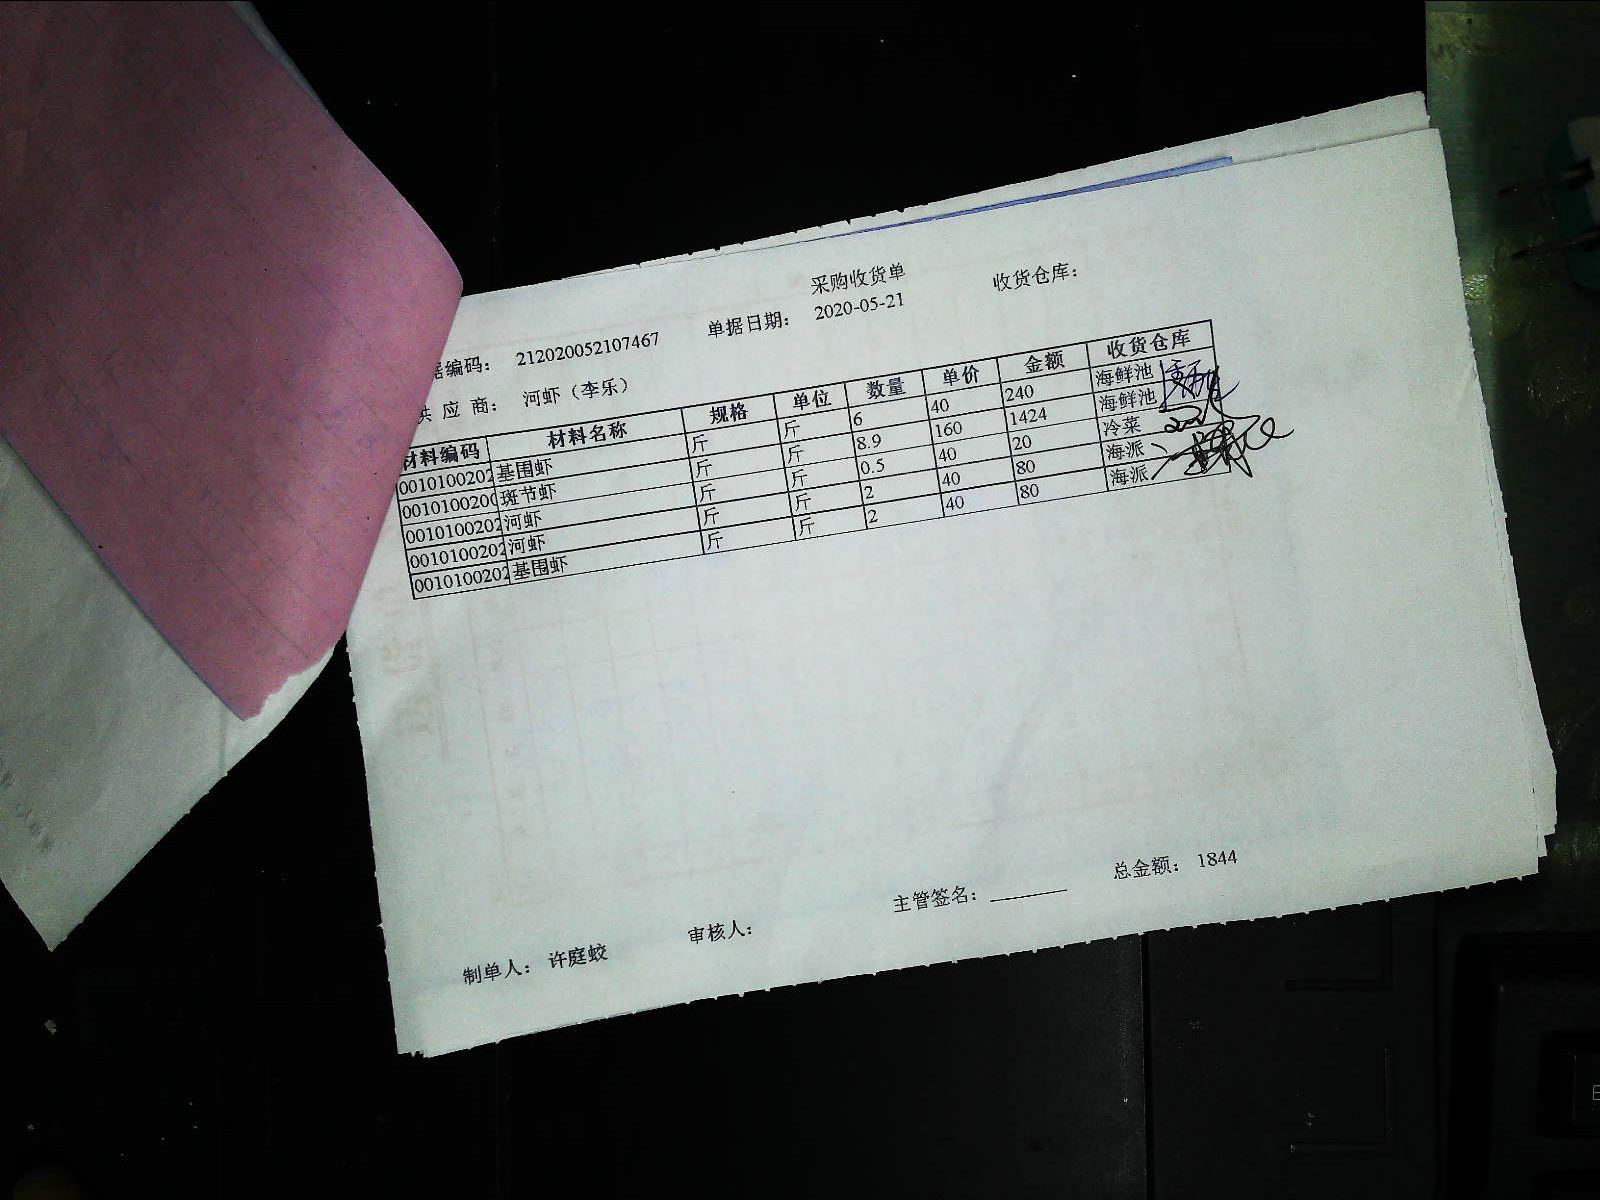 采购收货单
据编码： 212020052107467 单据日期： 2020-05-21 收货仓库：
供应商： 河虾（李乐）
材料编码 材料名称 规格 单位 数量 单价 金额 收货仓库
0010100202 基围虾 斤 斤 6 40 240 海鲜池
001010020 斑节虾 斤 斤 8.9 160 1424 海鲜池
0010100202 河虾 斤 斤 0.5 40 20 冷菜
0010100202 河虾 斤 斤 2 40 80 海派
0010100202 基围虾 斤 斤 2 40 80 海派
制单人： 许庭蛟 审核人： 主管签名： 总金额： 1844